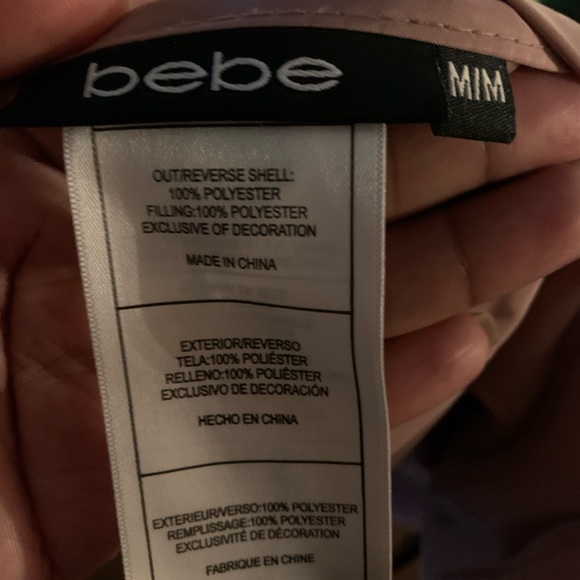 bebe
M/M
OUT/REVERSE SHELL:
100% POLYESTER
FILLING:100% POLYESTER
EXCLUSIVE OF DECORATION
MADE IN CHINA
EXTERIOR/REVERSO
TELA:100% POLIÉSTER
RELLENO:100% POLIÉSTER
EXCLUSIVO DE DECORACIÓN
HECHO EN CHINA
EXTERIEUR/VERSO:100% POLYESTER
REMPLISSAGE:100% POLYESTER
EXCLUSIVITÉ DE DÉCORATION
FABRIQUE EN CHINE